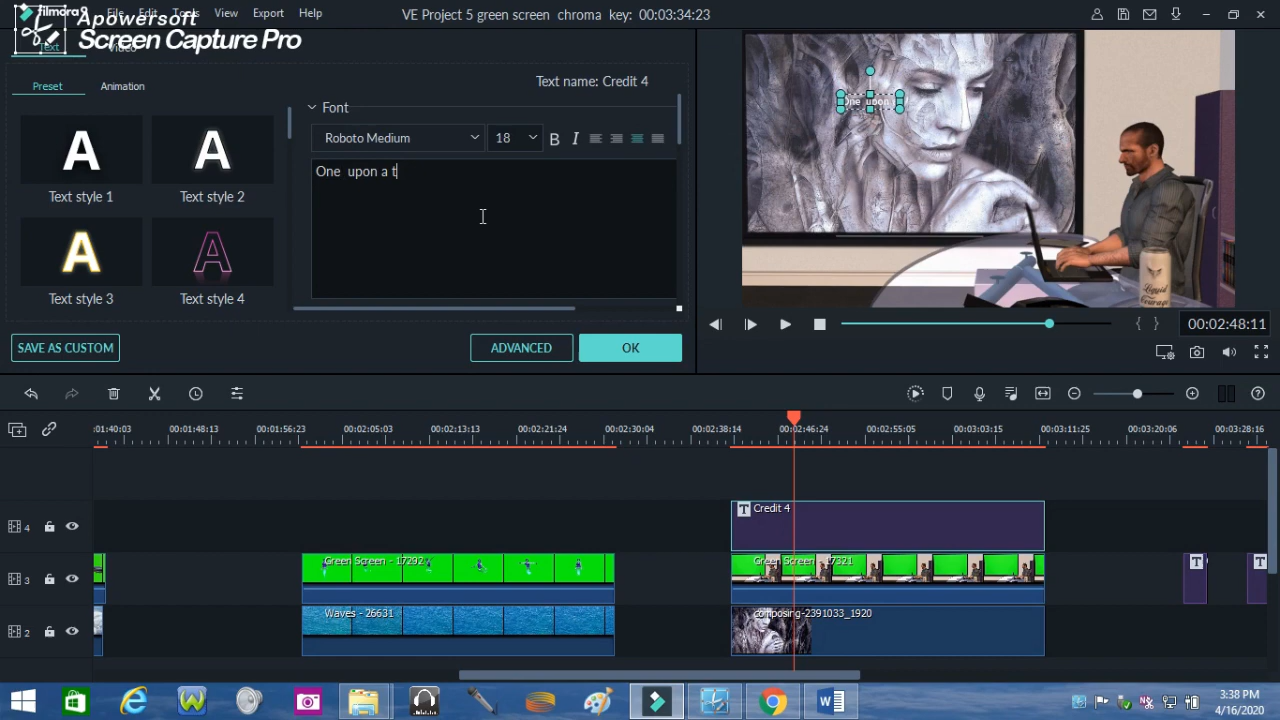 filmora9
File Edit Tools View Export Help
VE Project 5 green screen chroma key: 00:03:34:23
Apowersoft
Screen Capture Pro
Text Video
Preset Animation
Text name: Credit 4
Font
Roboto Medium 18 B I
One upon a t
A A
Text style 1 Text style 2
A A
Text style 3 Text style 4
SAVE AS CUSTOM ADVANCED OK
One upon
Liquid
Courage
{ } 00:02:48:11
:01:40:03 00:01:48:13 00:01:56:23 00:02:05:03 00:02:13:13 00:02:21:24 00:02:30:04 00:02:38:14 00:02:46:24 00:02:55:05 00:03:03:15 00:03:11:25 00:03:20:06 00:03:28:16
4 T Credit 4
3 Green Screen - 17292 Green Screen - 17321 T T
2 Waves - 26631 composing-2391033_1920
3:38 PM
4/16/2020